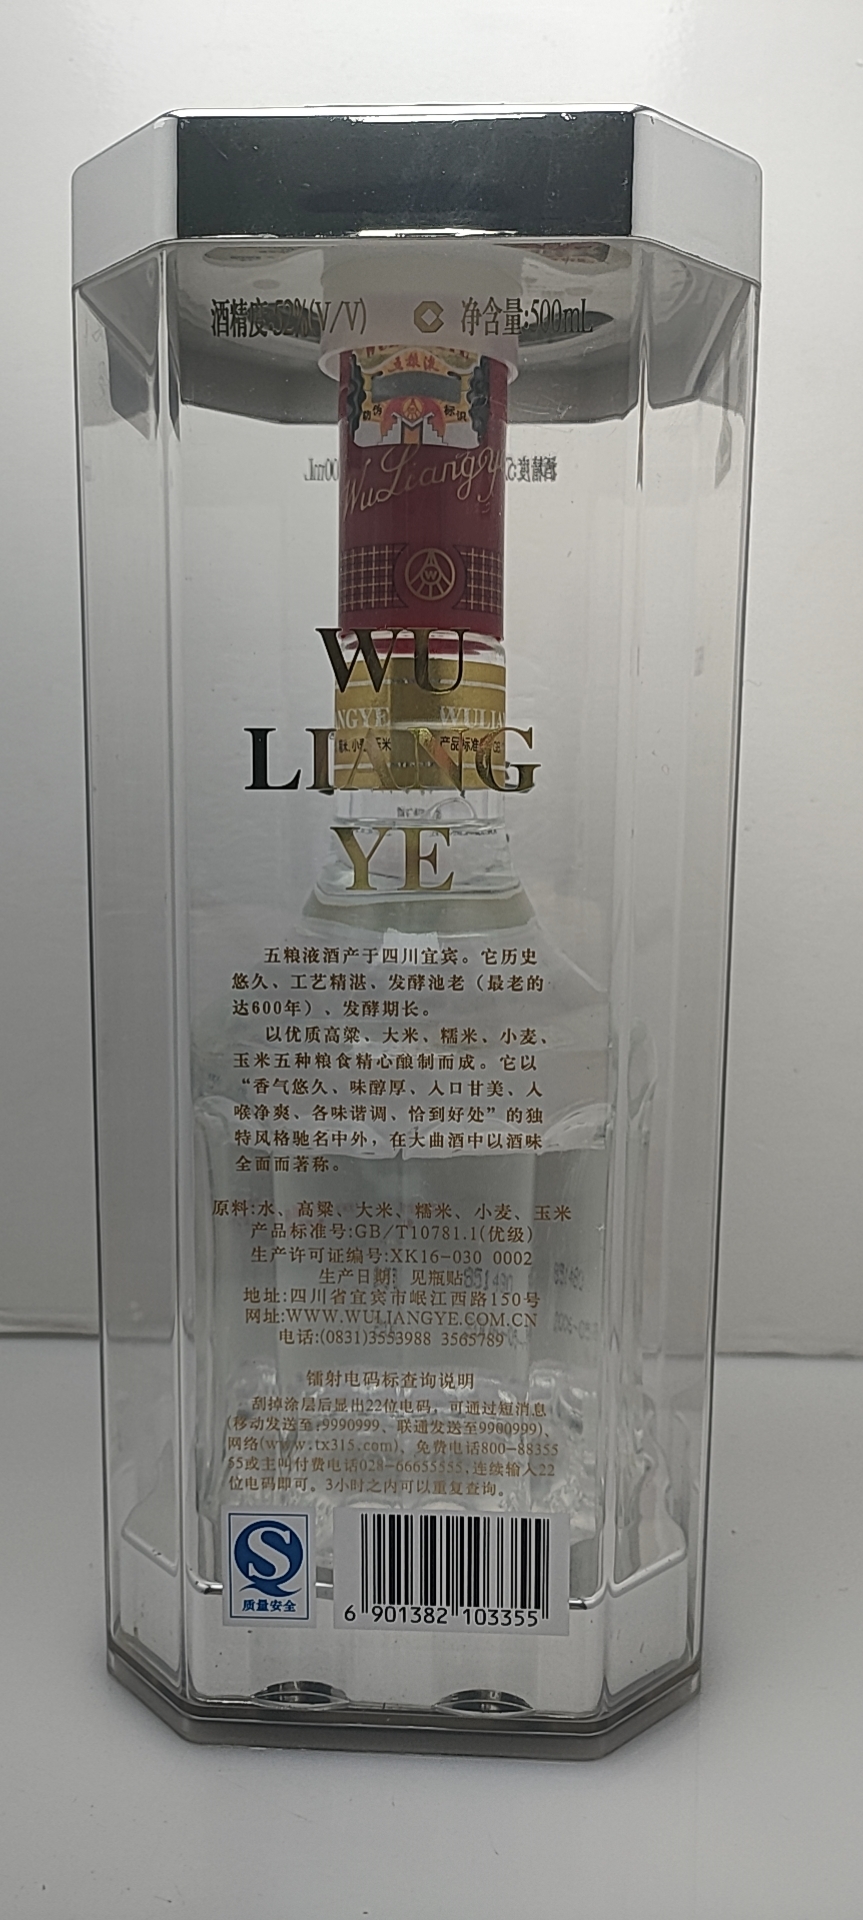 酒精度:52%(V/V) 净含量:500mL
五粮液
防伪 标识
WuLiangye
W
WU
NGYE WULIA
LIANG
YE
五粮液酒产于四川宜宾。它历史
悠久、工艺精湛、发酵池老（最老的
达600年）、发酵期长。
以优质高粱、大米、糯米、小麦、
玉米五种粮食精心酿制而成。它以
“香气悠久、味醇厚、入口甘美、入
喉净爽、各味谐调、恰到好处”的独
特风格驰名中外，在大曲酒中以酒味
全面而著称。
原料:水、高粱、大米、糯米、小麦、玉米
产品标准号:GB/T10781.1(优级)
生产许可证编号:XK16-030 0002
生产日期: 见瓶贴
地址:四川省宜宾市岷江西路150号
网址:WWW.WULIANGYE.COM.CN
电话:(0831)3553988 3565789
镭射电码标查询说明
刮掉涂层后显出22位电码，可通过短消息
(移动发送至:9990999、联通发送至9900999)、
网络(www.tx315.com)、免费电话800-88355
55或主叫付费电话028-66655555,连续输入22
位电码即可。3小时之内可以重复查询。
质量安全
6 901382 103355